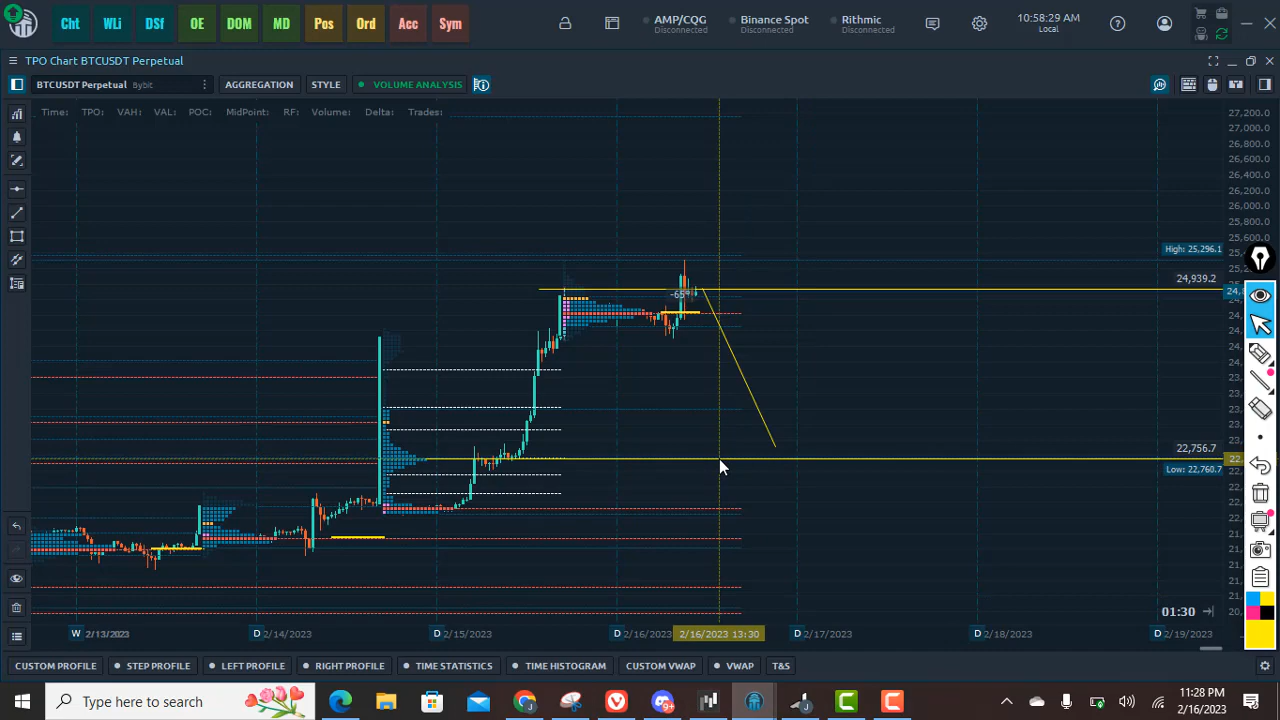 Cht WLi DSf OE DOM MD Pos Ord Acc Sym AMP/CQG Disconnected Binance Spot Disconnected Rithmic Disconnected 10:58:29 AM Local
TPO Chart BTCUSDT Perpetual
BTCUSDT Perpetual Bybit AGGREGATION STYLE VOLUME ANALYSIS
Time: TPO: VAH: VAL: POC: MidPoint: RF: Volume: Delta: Trades:
27,200.0
27,000.0
26,800.0
26,600.0
26,400.0
26,200.0
26,000.0
25,800.0
25,600.0
High: 25,296.1
24,939.2
22,756.7
Low: 22,760.7
01:30
W 2/13/2023 D 2/14/2023 D 2/15/2023 D 2/16/2023 2/16/2023 13:30 D 2/17/2023 D 2/18/2023 D 2/19/2023
CUSTOM PROFILE STEP PROFILE LEFT PROFILE RIGHT PROFILE TIME STATISTICS TIME HISTOGRAM CUSTOM VWAP VWAP T&S
Type here to search 9+ 11:28 PM
2/16/2023